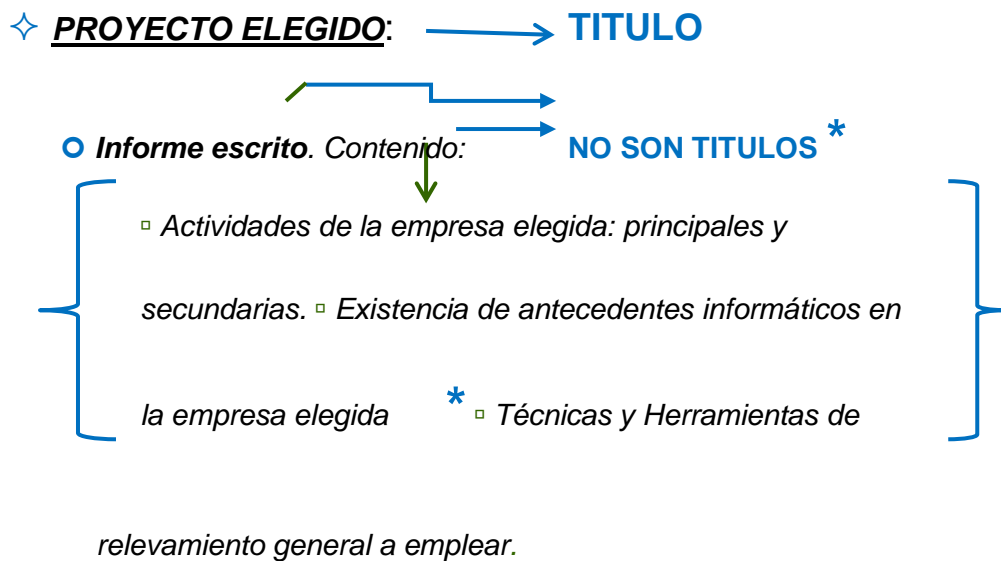 ✧ PROYECTO ELEGIDO: TITULO
Informe escrito. Contenido: NO SON TITULOS *
▫ Actividades de la empresa elegida: principales y
secundarias. ▫ Existencia de antecedentes informáticos en
la empresa elegida * ▫ Técnicas y Herramientas de
relevamiento general a emplear.